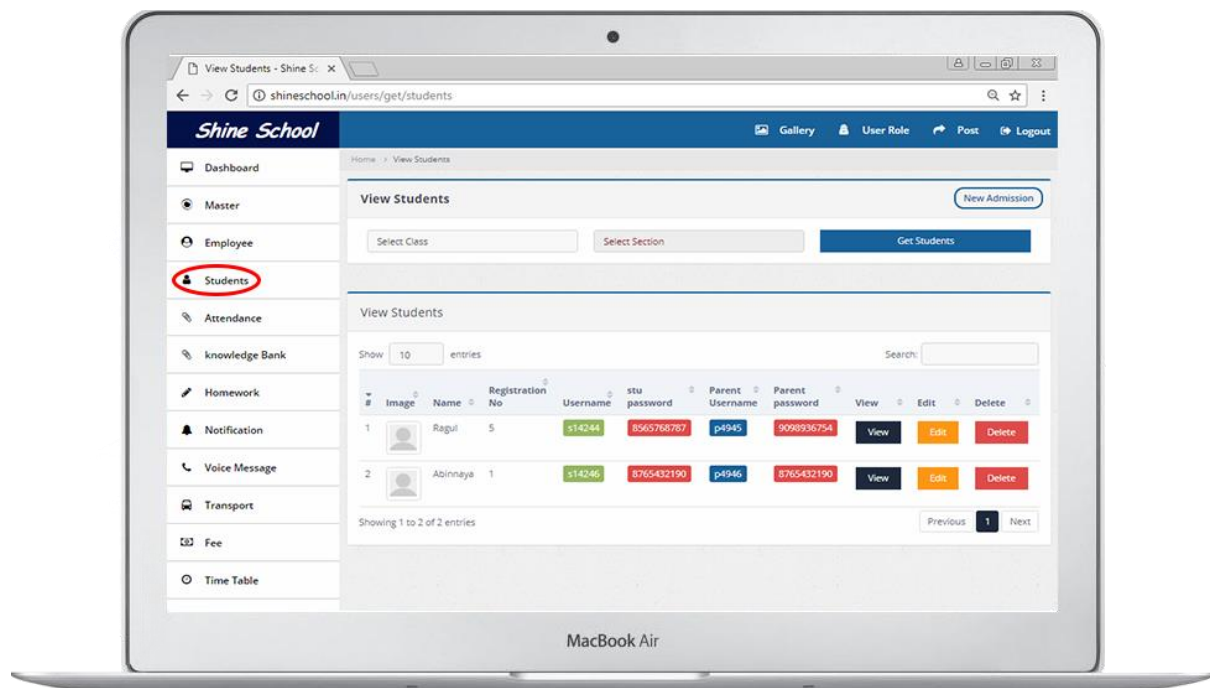 View Students - Shine Sc
shineschool.in/users/get/students
Shine School
Gallery User Role Post Logout
Home View Students
Dashboard
Master
Employee
Students
Attendance
knowledge Bank
Homework
Notification
Voice Message
Transport
Fee
Time Table
View Students New Admission
Select Class Select Section Get Students
View Students
Show 10 entries Search:
# Image Name Registration No Username stu password Parent Username Parent password View Edit Delete
1 Ragul 5 s14244 8565768787 p4945 9098936754 View Edit Delete
2 Abinnaya 1 s14246 8765432190 p4946 8765432190 View Edit Delete
Showing 1 to 2 of 2 entries Previous 1 Next
MacBook Air